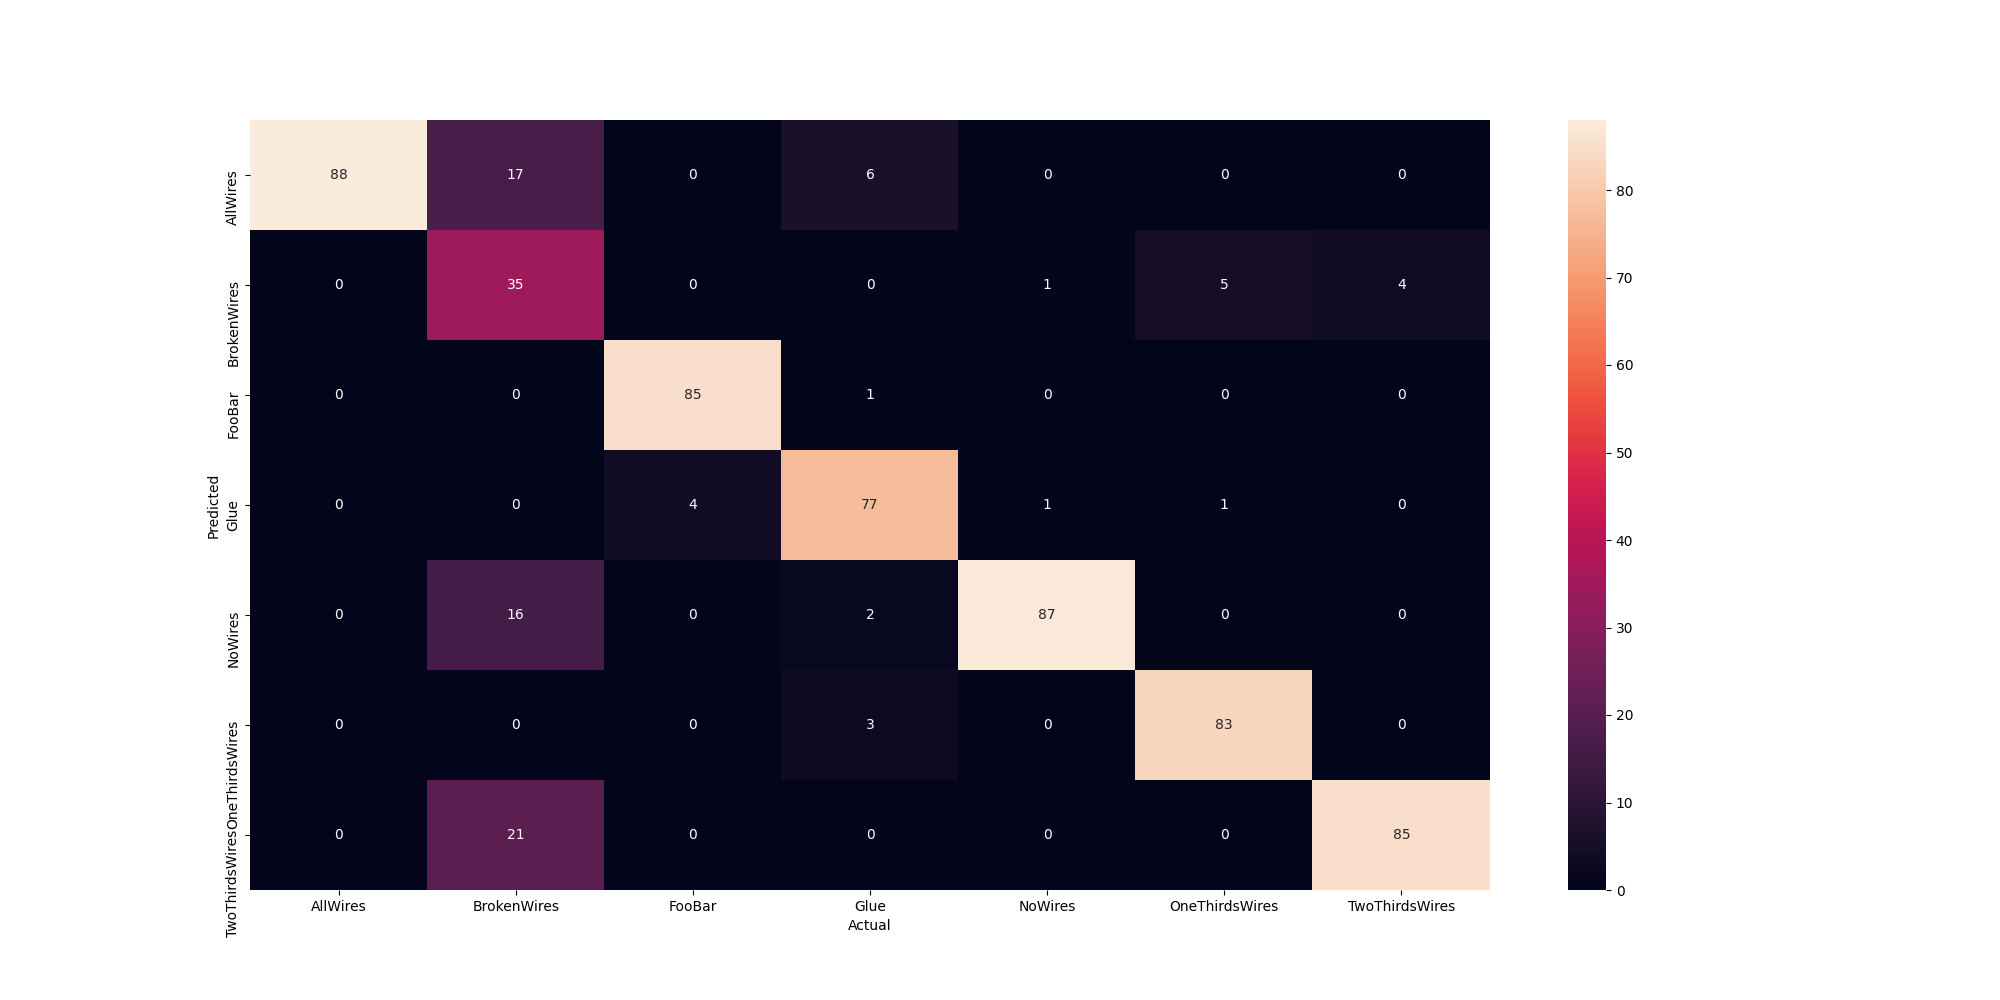 AllWires 88 17 0 6 0 0 0
BrokenWires 0 35 0 0 1 5 4
FooBar 0 0 85 1 0 0 0
Predicted
Glue 0 0 4 77 1 1 0
NoWires 0 16 0 2 87 0 0
OneThirdsWires 0 0 0 3 0 83 0
TwoThirdsWires 0 21 0 0 0 0 85
AllWires BrokenWires FooBar Glue NoWires OneThirdsWires TwoThirdsWires
Actual
80
70
60
50
40
30
20
10
0